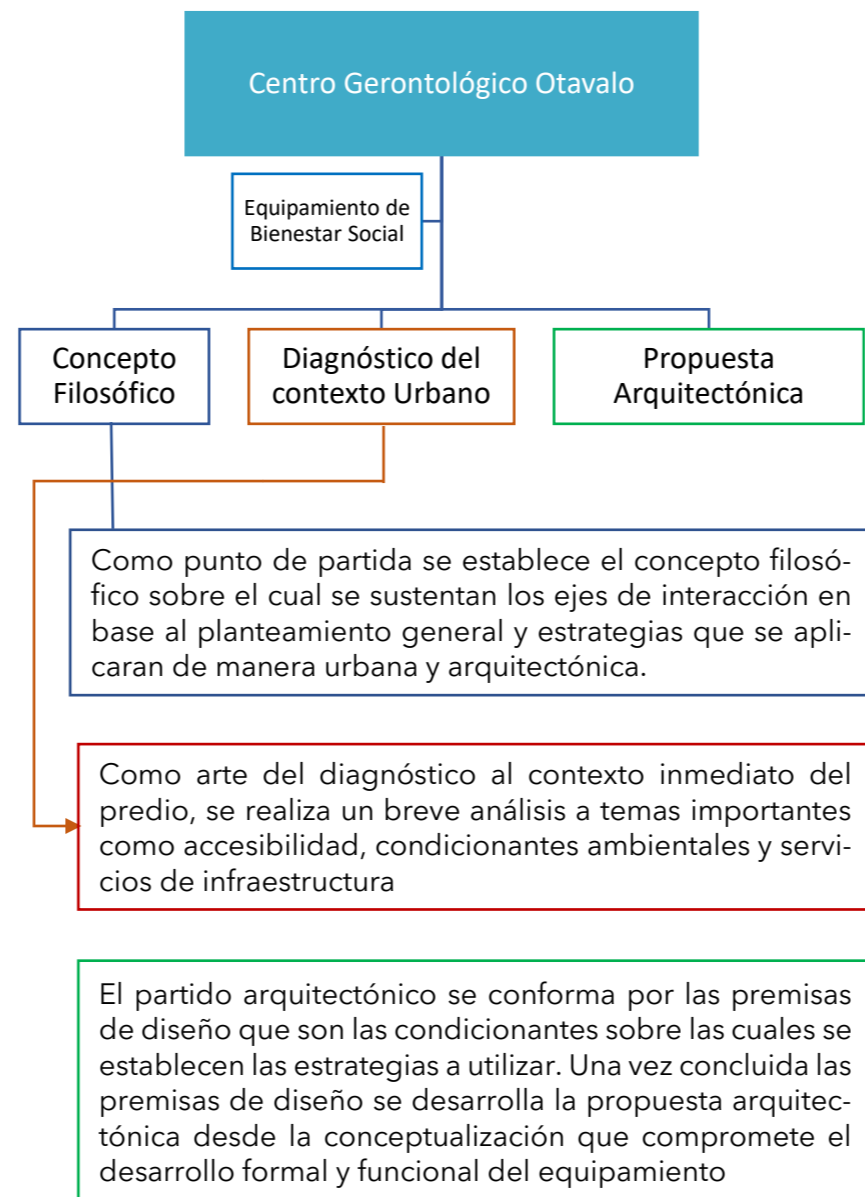 Centro Gerontológico Otavalo
Equipamiento de
Bienestar Social
Concepto
Filosófico
Diagnóstico del
contexto Urbano
Propuesta
Arquitectónica
Como punto de partida se establece el concepto filosó-
fico sobre el cual se sustentan los ejes de interacción en
base al planteamiento general y estrategias que se apli-
caran de manera urbana y arquitectónica.
Como arte del diagnóstico al contexto inmediato del
predio, se realiza un breve análisis a temas importantes
como accesibilidad, condicionantes ambientales y servi-
cios de infraestructura
El partido arquitectónico se conforma por las premisas
de diseño que son las condicionantes sobre las cuales se
establecen las estrategias a utilizar. Una vez concluida las
premisas de diseño se desarrolla la propuesta arquitec-
tónica desde la conceptualización que compromete el
desarrollo formal y funcional del equipamiento